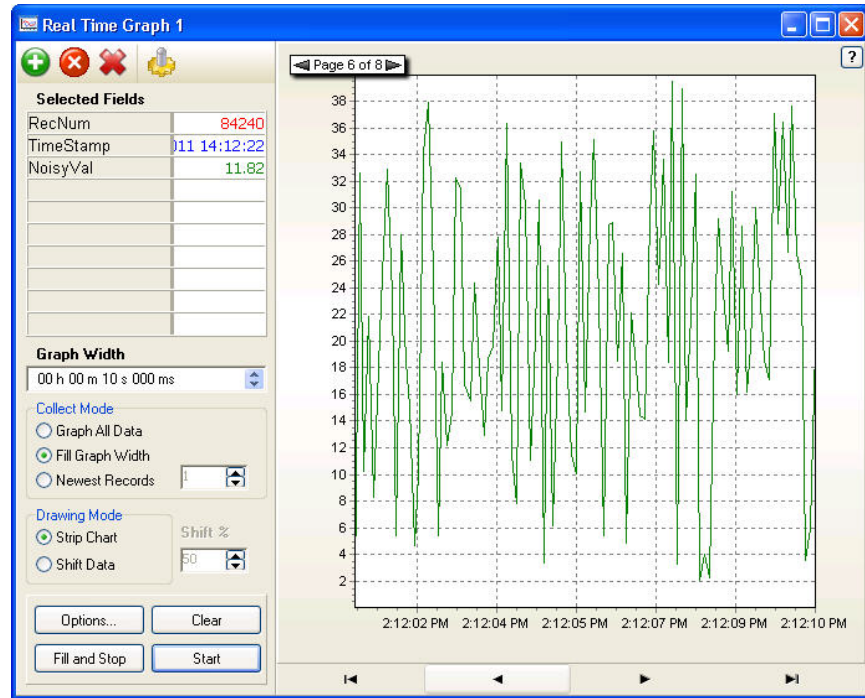 Real Time Graph 1
Selected Fields
RecNum 84240
TimeStamp 011 14:12:22
NoisyVal 11.82
Graph Width
00 h 00 m 10 s 000 ms
Collect Mode
Graph All Data
Fill Graph Width
Newest Records 1
Drawing Mode
Strip Chart
Shift Data
Shift %
50
Options... Clear
Fill and Stop Start
Page 6 of 8
?
38
36
34
32
30
28
26
24
22
20
18
16
14
12
10
8
6
4
2
2:12:02 PM 2:12:04 PM 2:12:05 PM 2:12:07 PM 2:12:09 PM 2:12:10 PM